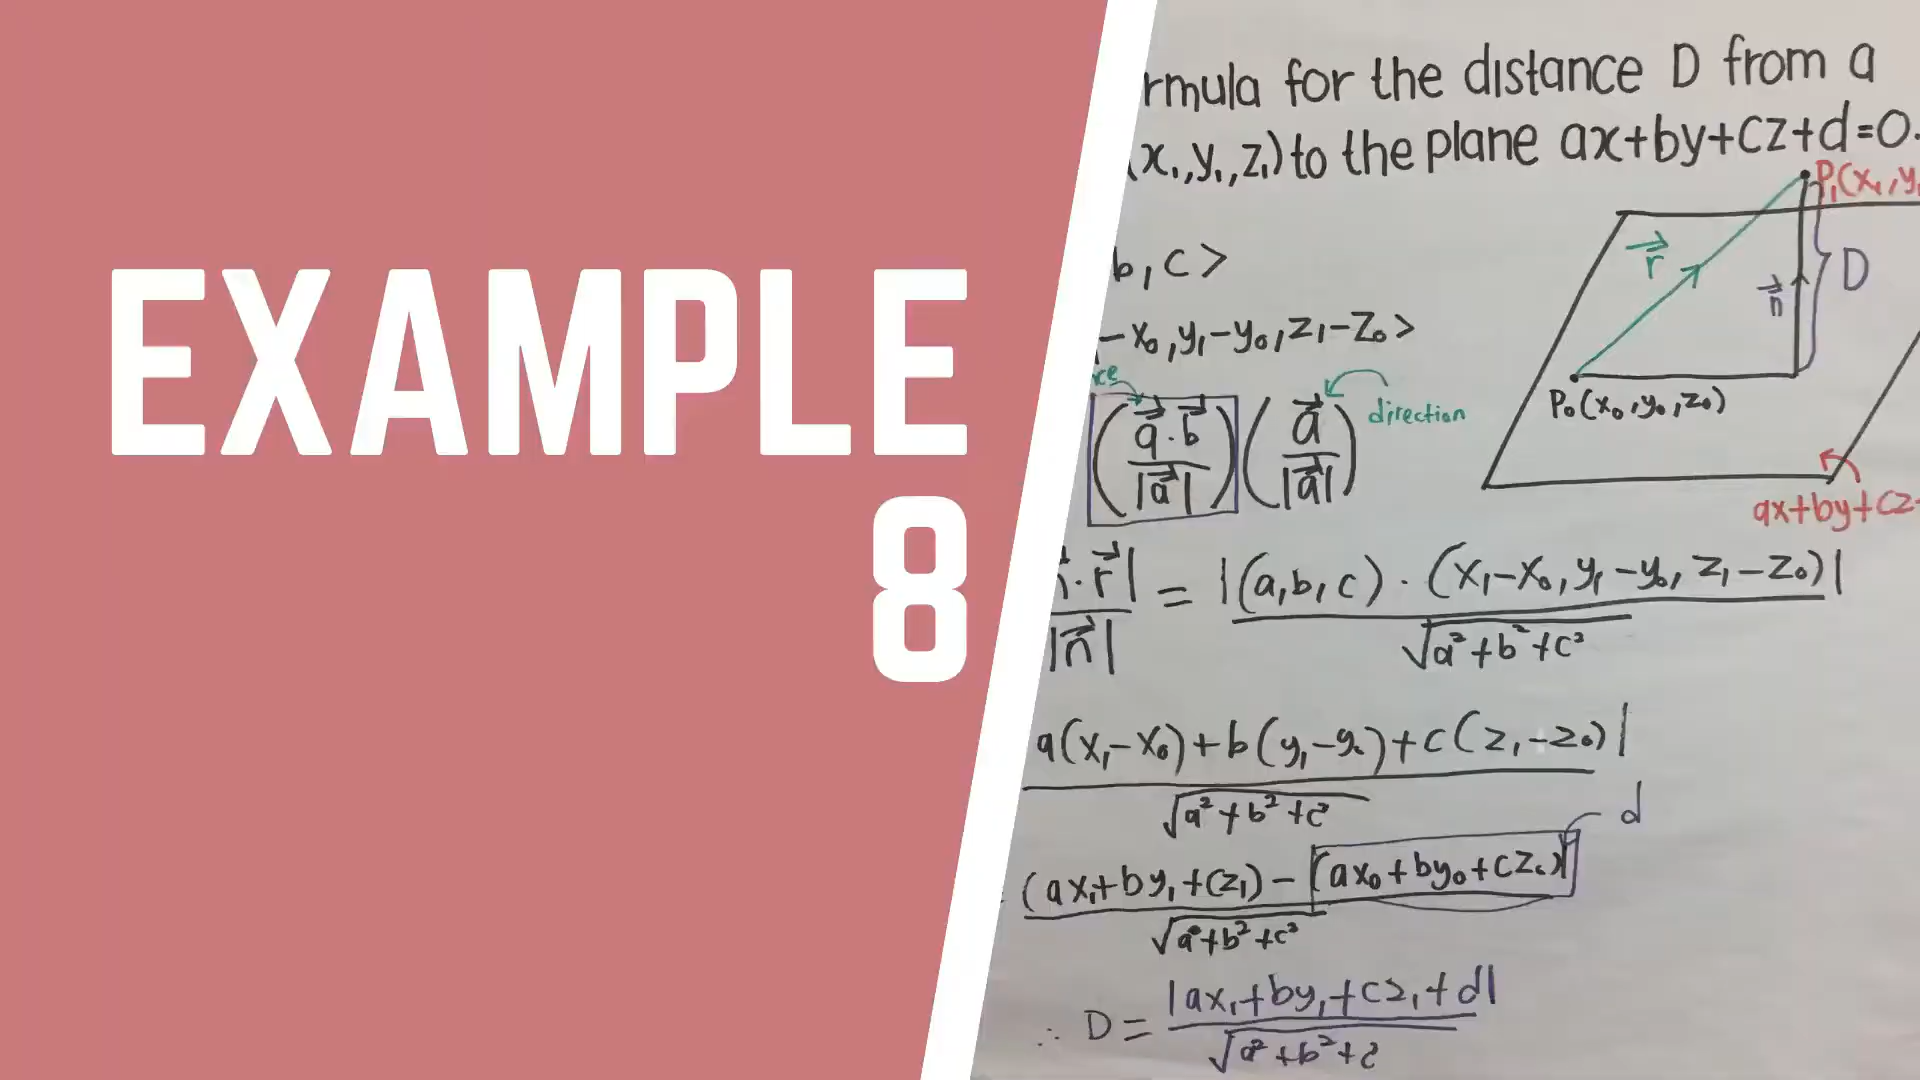 EXAMPLE
8
rmula for the distance D from a
(x₁,y₁,z₁) to the plane ax+by+cz+d=0.
P₁(x₁,y
b, c >
r⃗
n⃗
D
-x₀,y₁-y₀,z₁-z₀>
ce
direction
(a⃗·b⃗/|a⃗|)(a⃗/|a⃗|)
P₀(x₀,y₀,z₀)
ax+by+cz
·r⃗|/|n⃗| = |(a,b,c)·(x₁-x₀,y₁-y₀,z₁-z₀)|/√a²+b²+c²
a(x₁-x₀)+b(y₁-y₀)+c(z₁-z₀)|/√a²+b²+c²
d
(ax₁+by₁+cz₁)-(ax₀+by₀+cz₀)|/√a²+b²+c²
∴ D = |ax₁+by₁+cz₁+d|/√a²+b²+c